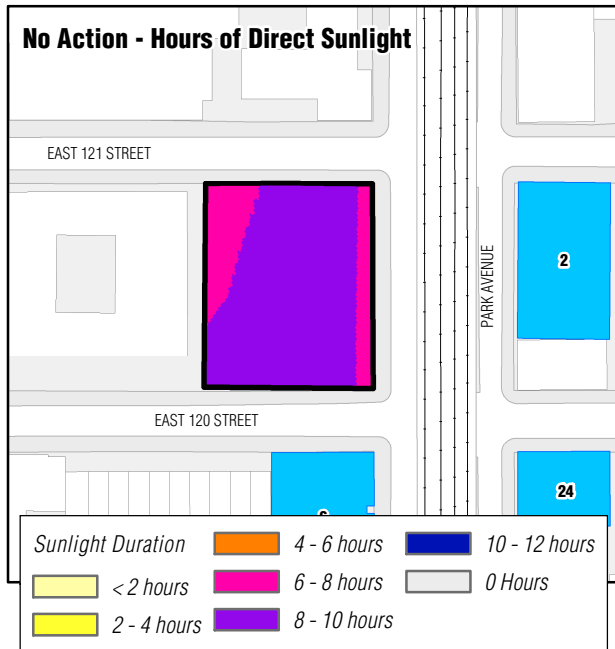 No Action - Hours of Direct Sunlight
EAST 121 STREET
PARK AVENUE
2
EAST 120 STREET
24
Sunlight Duration
< 2 hours
2 - 4 hours
4 - 6 hours
6 - 8 hours
8 - 10 hours
10 - 12 hours
0 Hours